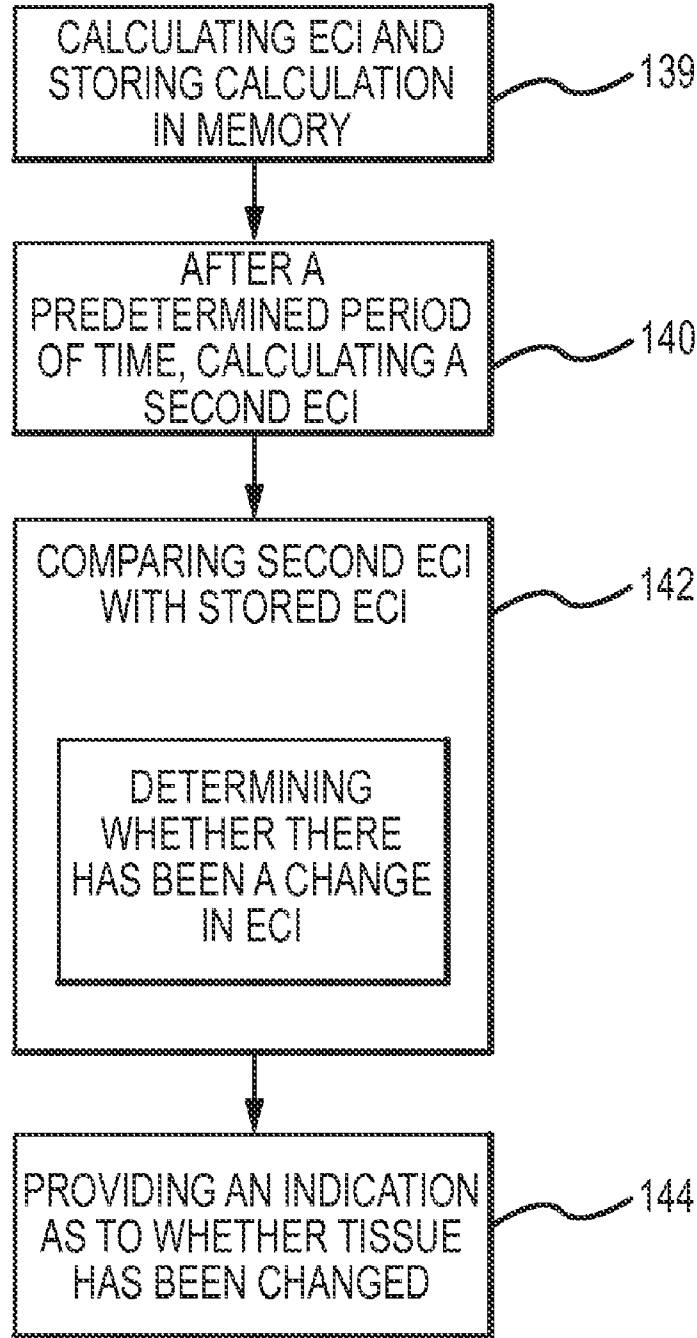 CALCULATING ECI AND
STORING CALCULATION
IN MEMORY
139
AFTER A
PREDETERMINED PERIOD
OF TIME, CALCULATING A
SECOND ECI
140
COMPARING SECOND ECI
WITH STORED ECI
142
DETERMINING
WHETHER THERE
HAS BEEN A CHANGE
IN ECI
PROVIDING AN INDICATION
AS TO WHETHER TISSUE
HAS BEEN CHANGED
144